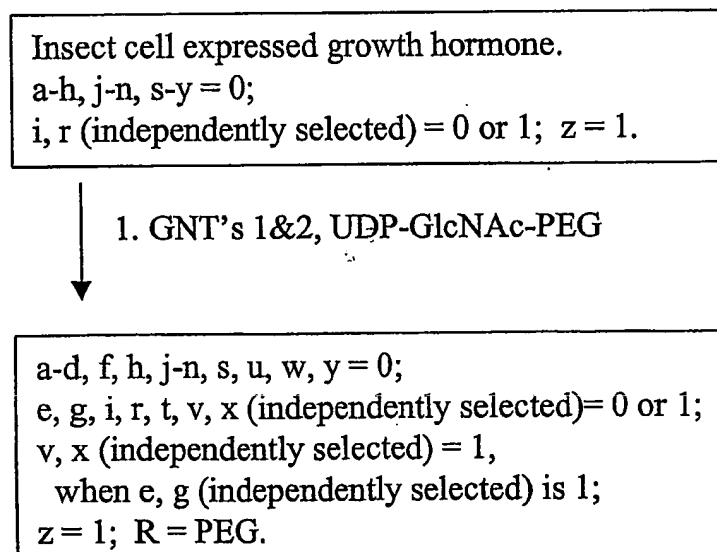 Insect cell expressed growth hormone.
a-h, j-n, s-y = 0;
i, r (independently selected) = 0 or 1; z = 1.
1. GNT's 1&2, UDP-GlcNAc-PEG
a-d, f, h, j-n, s, u, w, y = 0;
e, g, i, r, t, v, x (independently selected)= 0 or 1;
v, x (independently selected) = 1,
when e, g (independently selected) is 1;
z = 1; R = PEG.